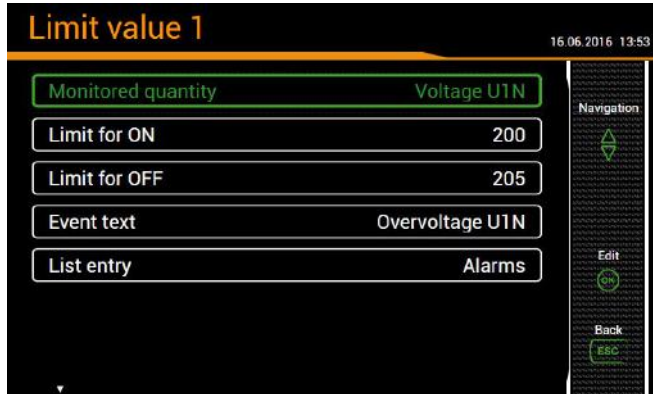 Limit value 1
16.06.2016 13:53
Monitored quantity Voltage U1N
Navigation
Limit for ON 200
Limit for OFF 205
Event text Overvoltage U1N
List entry Alarms
Edit
OK
Back
ESC